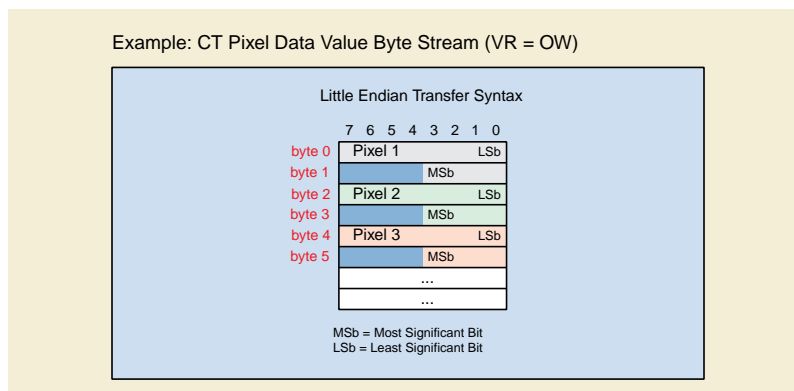 Example: CT Pixel Data Value Byte Stream (VR = OW)
Little Endian Transfer Syntax
7 6 5 4 3 2 1 0
byte 0 Pixel 1 LSb
byte 1 MSb
byte 2 Pixel 2 LSb
byte 3 MSb
byte 4 Pixel 3 LSb
byte 5 MSb
...
...
MSb = Most Significant Bit
LSb = Least Significant Bit